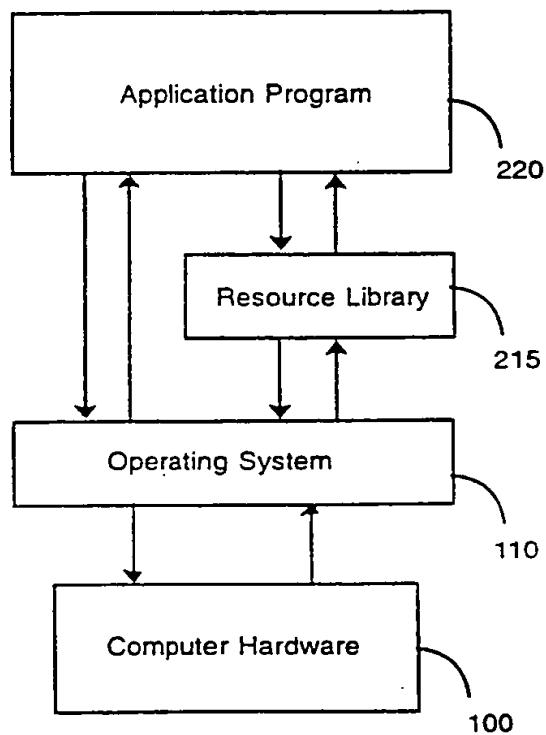 Application Program
220
Resource Library
215
Operating System
110
Computer Hardware
100